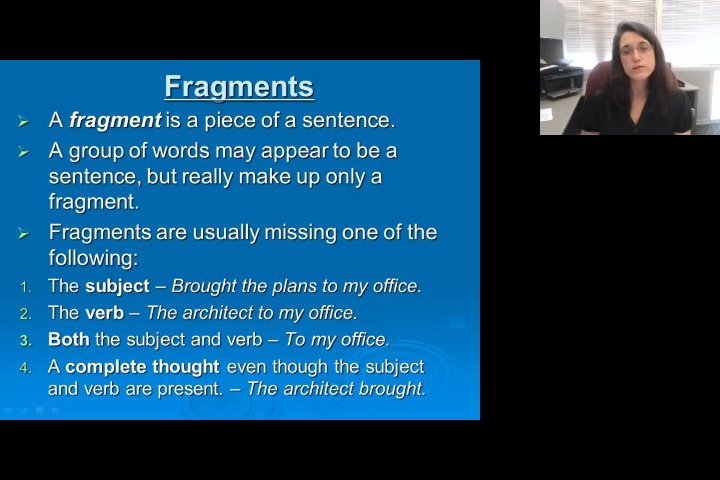 Fragments
A fragment is a piece of a sentence.
A group of words may appear to be a
sentence, but really make up only a
fragment.
Fragments are usually missing one of the
following:
1. The subject – Brought the plans to my office.
2. The verb – The architect to my office.
3. Both the subject and verb – To my office.
4. A complete thought even though the subject
and verb are present. – The architect brought.